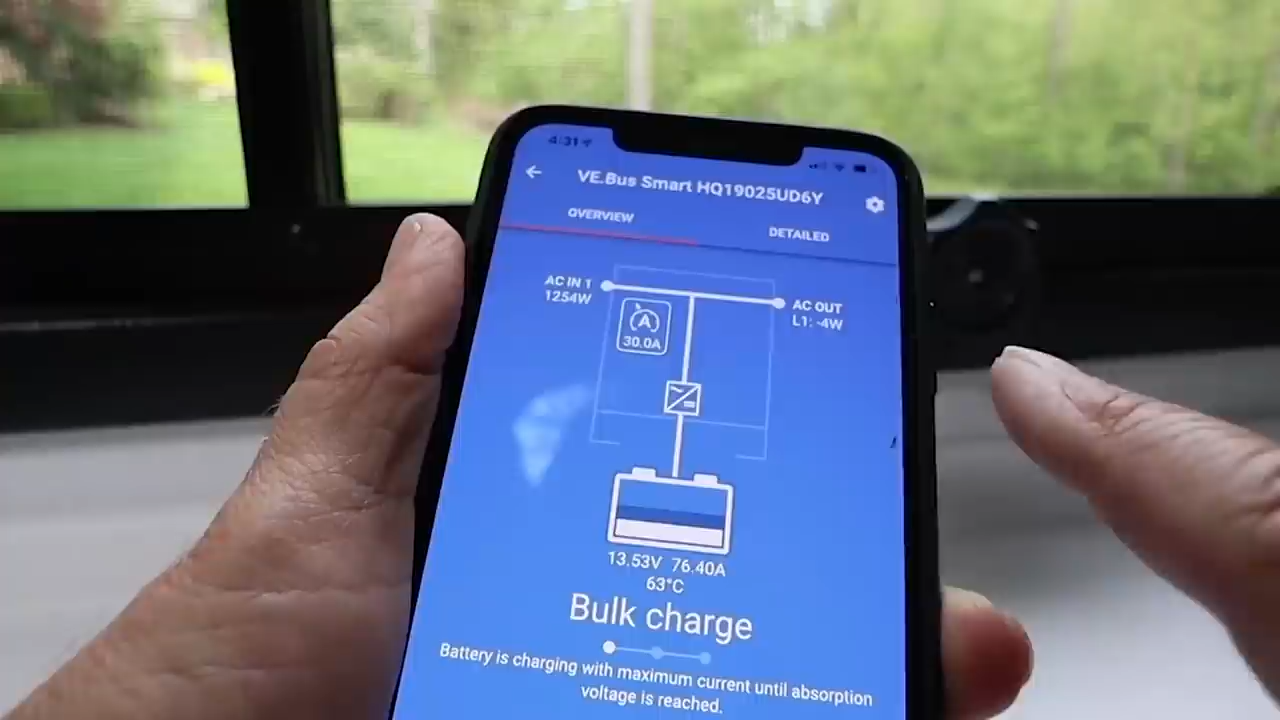 4:31
VE.Bus Smart HQ19025UD6Y
OVERVIEW
DETAILED
AC IN 1
1254W
AC OUT
L1: -4W
A
30.0A
13.53V 76.40A
63°C
Bulk charge
Battery is charging with maximum current until absorption
voltage is reached.